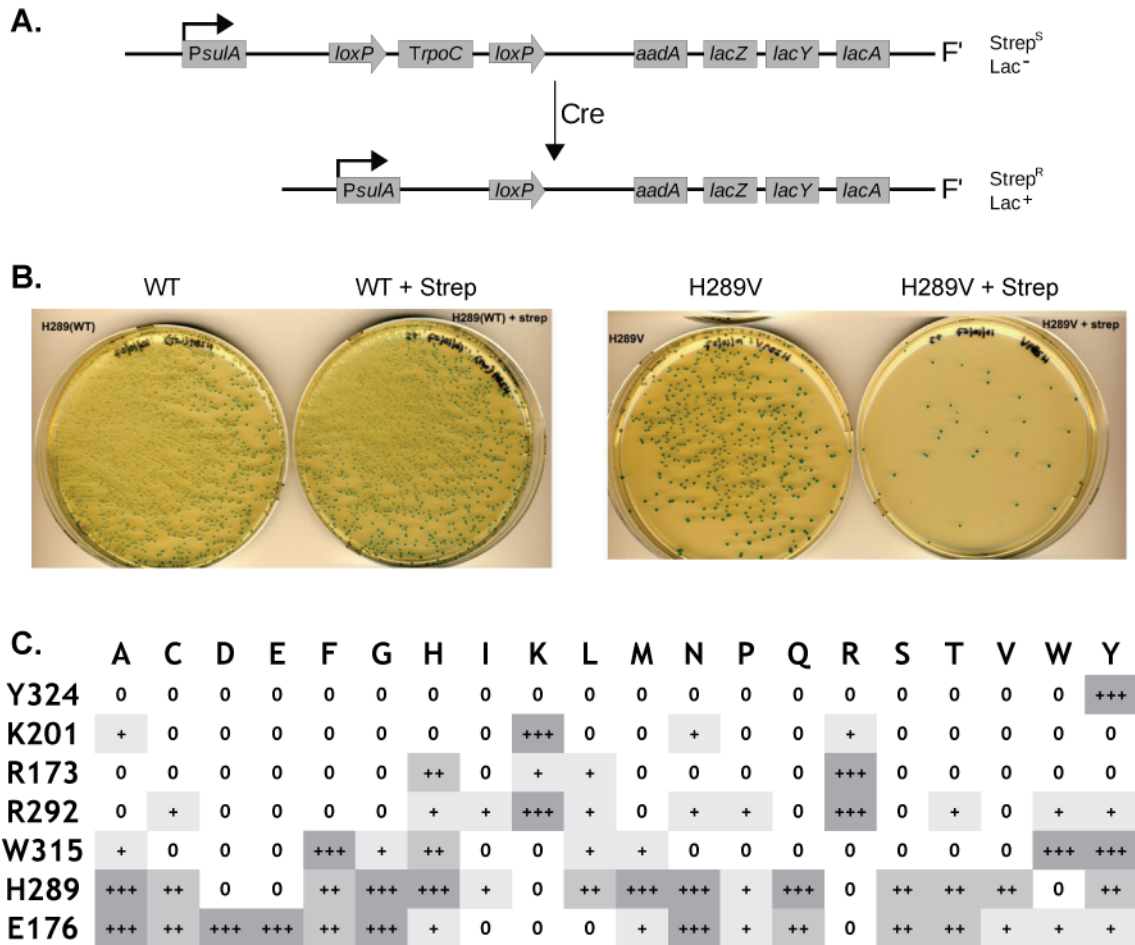 A.
PsulA loxP TrpoC loxP aadA lacZ lacY lacA F' Strep^S
Lac^-
Cre
PsulA loxP aadA lacZ lacY lacA F' Strep^R
Lac^+
B.
WT WT + Strep H289V H289V + Strep
H289(WT) H289(WT) + strep H289V H289V + strep
C.
A C D E F G H I K L M N P Q R S T V W Y
Y324 0 0 0 0 0 0 0 0 0 0 0 0 0 0 0 0 0 0 0 +++
K201 + 0 0 0 0 0 0 0 +++ 0 0 + 0 0 + 0 0 0 0 0
R173 0 0 0 0 0 0 ++ 0 + + 0 0 0 0 +++ 0 0 0 0 0
R292 0 + 0 0 0 0 + + +++ + 0 + + 0 +++ 0 + 0 + +
W315 + 0 0 0 +++ + ++ 0 0 + + 0 0 0 0 0 0 0 +++ +++
H289 +++ ++ 0 0 ++ +++ +++ + 0 ++ +++ +++ + +++ 0 ++ ++ ++ 0 ++
E176 +++ ++ +++ +++ ++ +++ + 0 0 0 + +++ + ++ 0 ++ ++ + + +